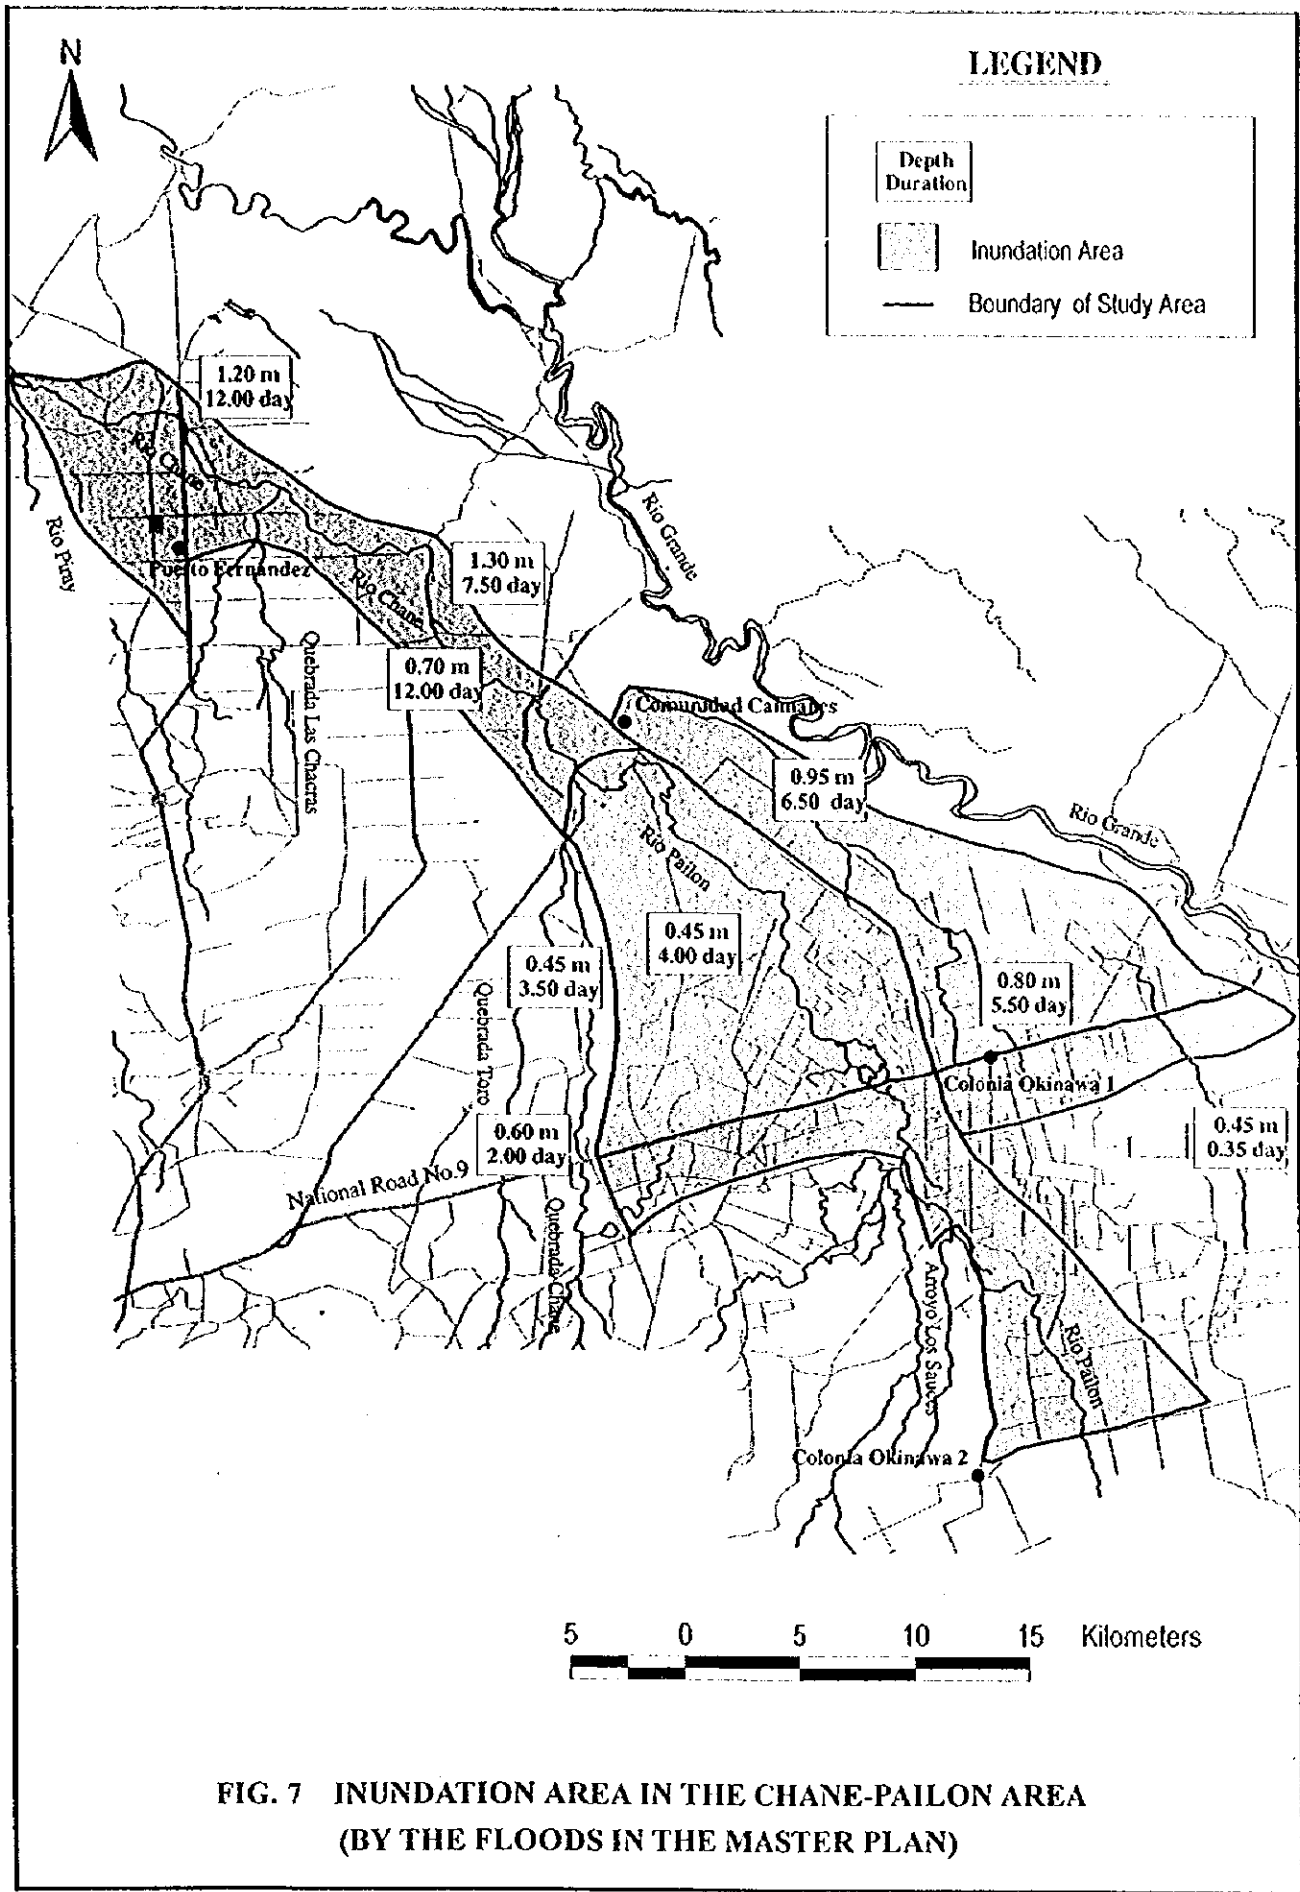 N
LEGEND
Depth
Duration
Inundation Area
Boundary of Study Area
1.20 m
12.00 day
Rio Chane
Rio Piray
Puerto Fernandez
Rio Grande
1.30 m
7.50 day
Rio Chane
0.70 m
12.00 day
Quebrada Las Chacras
Comunidad
0.95 m
6.50 day
Rio Grande
Rio Pailon
0.45 m
4.00 day
0.45 m
3.50 day
0.80 m
5.50 day
Quebrada Toro
Colonia Okinawa 1
0.60 m
2.00 day
0.45 m
0.35 day
National Road No.9
Quebrada Chane
Arroyo Los Sauces
Rio Pailon
Colonia Okinawa 2
5 0 5 10 15 Kilometers
FIG. 7 INUNDATION AREA IN THE CHANE-PAILON AREA
(BY THE FLOODS IN THE MASTER PLAN)